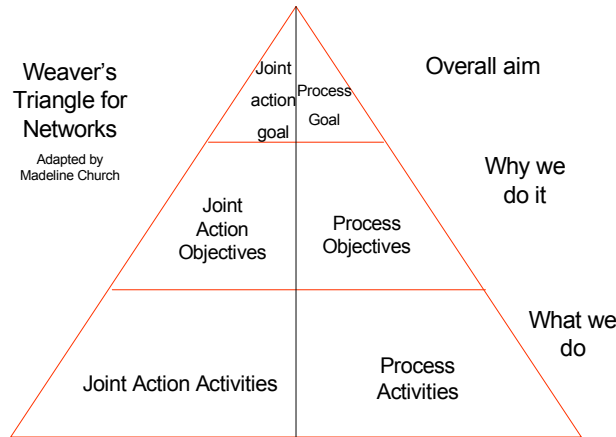 Weaver's
Triangle for
Networks
Adapted by
Madeline Church
Joint
action
goal
Process
Goal
Overall aim
Joint
Action
Objectives
Process
Objectives
Why we
do it
Joint Action Activities
Process
Activities
What we
do